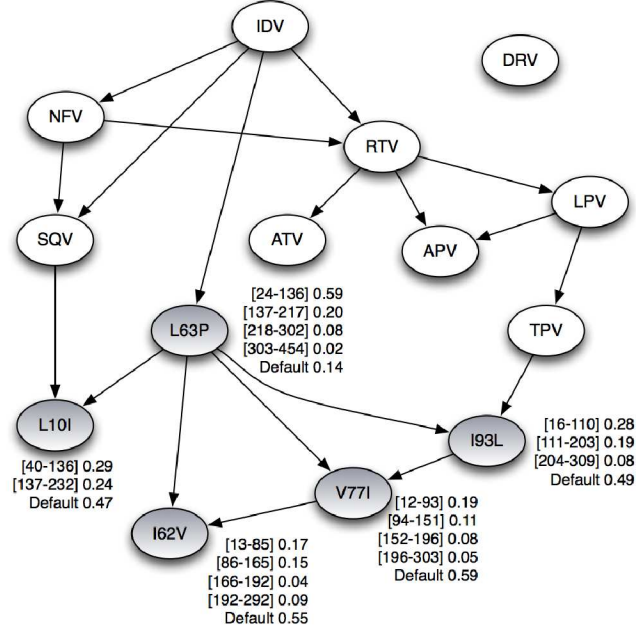 IDV
DRV
NFV
RTV
LPV
SQV
ATV
APV
[24-136] 0.59
[137-217] 0.20
[218-302] 0.08
[303-454] 0.02
Default 0.14
L63P
TPV
L10I
[40-136] 0.29
[137-232] 0.24
Default 0.47
I93L
[16-110] 0.28
[111-203] 0.19
[204-309] 0.08
Default 0.49
V77I
[12-93] 0.19
[94-151] 0.11
[152-196] 0.08
[196-303] 0.05
Default 0.59
I62V
[13-85] 0.17
[86-165] 0.15
[166-192] 0.04
[192-292] 0.09
Default 0.55